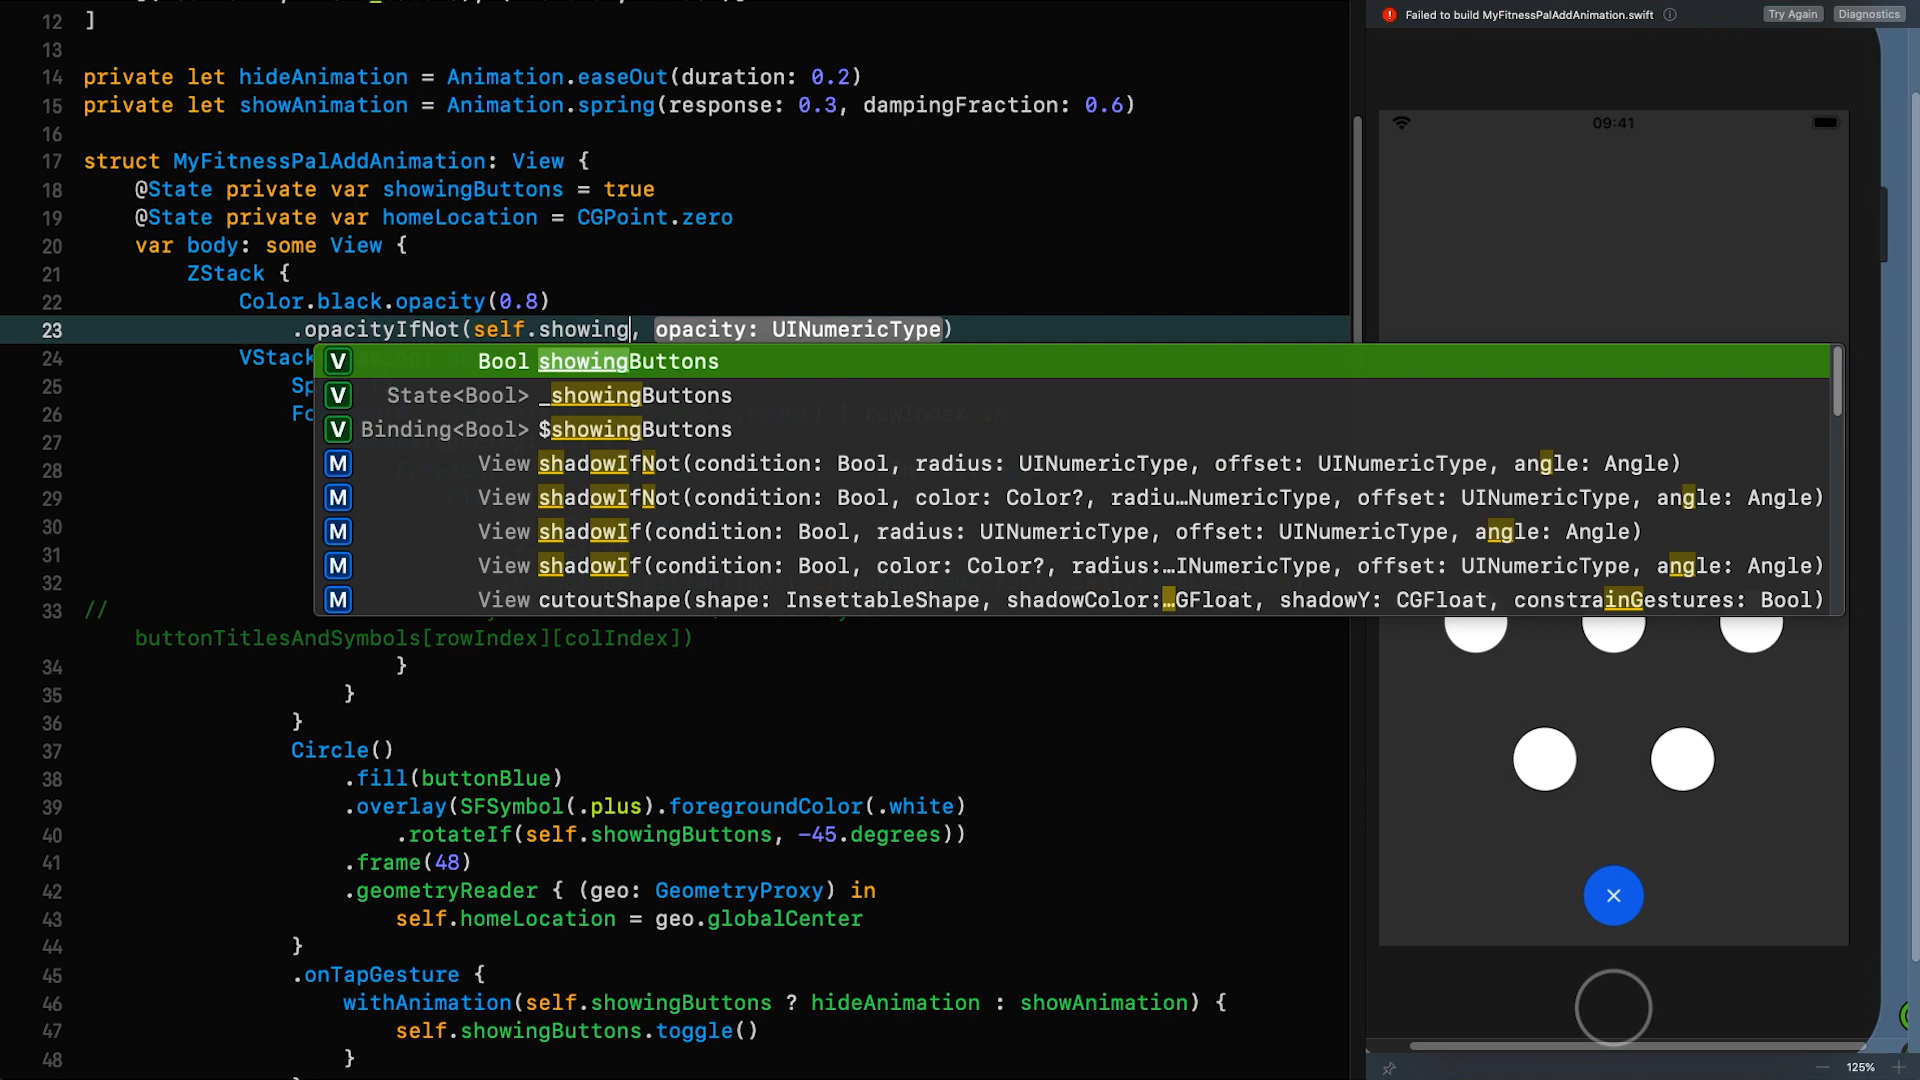 12 ]
13
14 private let hideAnimation = Animation.easeOut(duration: 0.2)
15 private let showAnimation = Animation.spring(response: 0.3, dampingFraction: 0.6)
16
17 struct MyFitnessPalAddAnimation: View {
18 @State private var showingButtons = true
19 @State private var homeLocation = CGPoint.zero
20 var body: some View {
21 ZStack {
22 Color.black.opacity(0.8)
23 .opacityIfNot(self.showing, opacity: UINumericType)
24 VStack
Bool showingButtons
25 Sp
State<Bool> _showingButtons
26 Fo
Binding<Bool> $showingButtons
27
View shadowIfNot(condition: Bool, radius: UINumericType, offset: UINumericType, angle: Angle)
28
29
View shadowIfNot(condition: Bool, color: Color?, radiu…NumericType, offset: UINumericType, angle: Angle)
30
View shadowIf(condition: Bool, radius: UINumericType, offset: UINumericType, angle: Angle)
31
View shadowIf(condition: Bool, color: Color?, radius:…INumericType, offset: UINumericType, angle: Angle)
32
View cutoutShape(shape: InsettableShape, shadowColor:…GFloat, shadowY: CGFloat, constrainGestures: Bool)
33 //
buttonTitlesAndSymbols[rowIndex][colIndex])
34 }
35 }
36 }
37 Circle()
38 .fill(buttonBlue)
39 .overlay(SFSymbol(.plus).foregroundColor(.white)
40 .rotateIf(self.showingButtons, -45.degrees))
41 .frame(48)
42 .geometryReader { (geo: GeometryProxy) in
43 self.homeLocation = geo.globalCenter
44 }
45 .onTapGesture {
46 withAnimation(self.showingButtons ? hideAnimation : showAnimation) {
47 self.showingButtons.toggle()
48 }
Failed to build MyFitnessPalAddAnimation.swift
Try Again
Diagnostics
09:41
125%